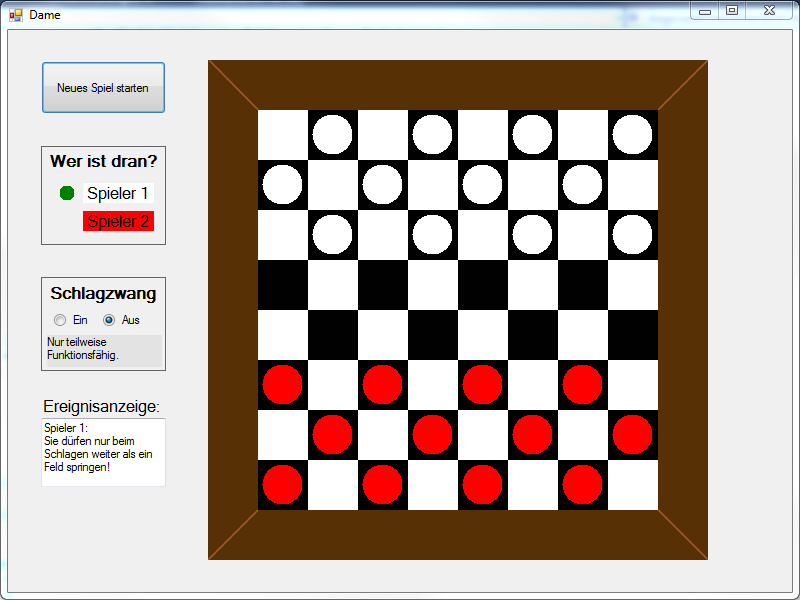 Dame
Neues Spiel starten
Wer ist dran?
Spieler 1
Spieler 2
Schlagzwang
Ein Aus
Nur teilweise
Funktionsfähig.
Ereignisanzeige:
Spieler 1:
Sie dürfen nur beim
Schlagen weiter als ein
Feld springen!